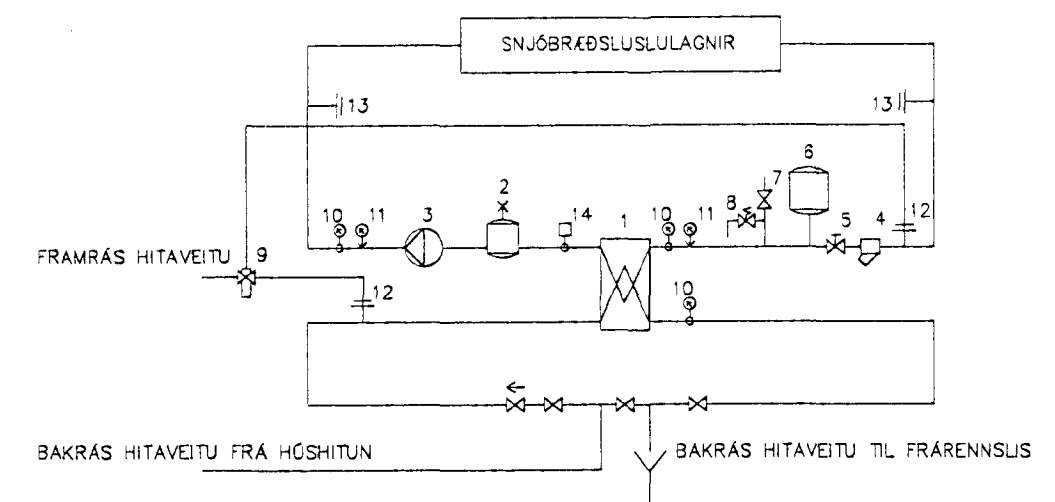 SNJÓBRÆÐSLUSLULAGNIR
13
13
6
2
7
10 11 3 14 1 10 11 8 5 4 12
FRAMRÁS HITAVEITU 9
12
10
BAKRÁS HITAVEITU FRÁ HÚSHITUN
BAKRÁS HITAVEITU TIL FRÁRENNSLIS